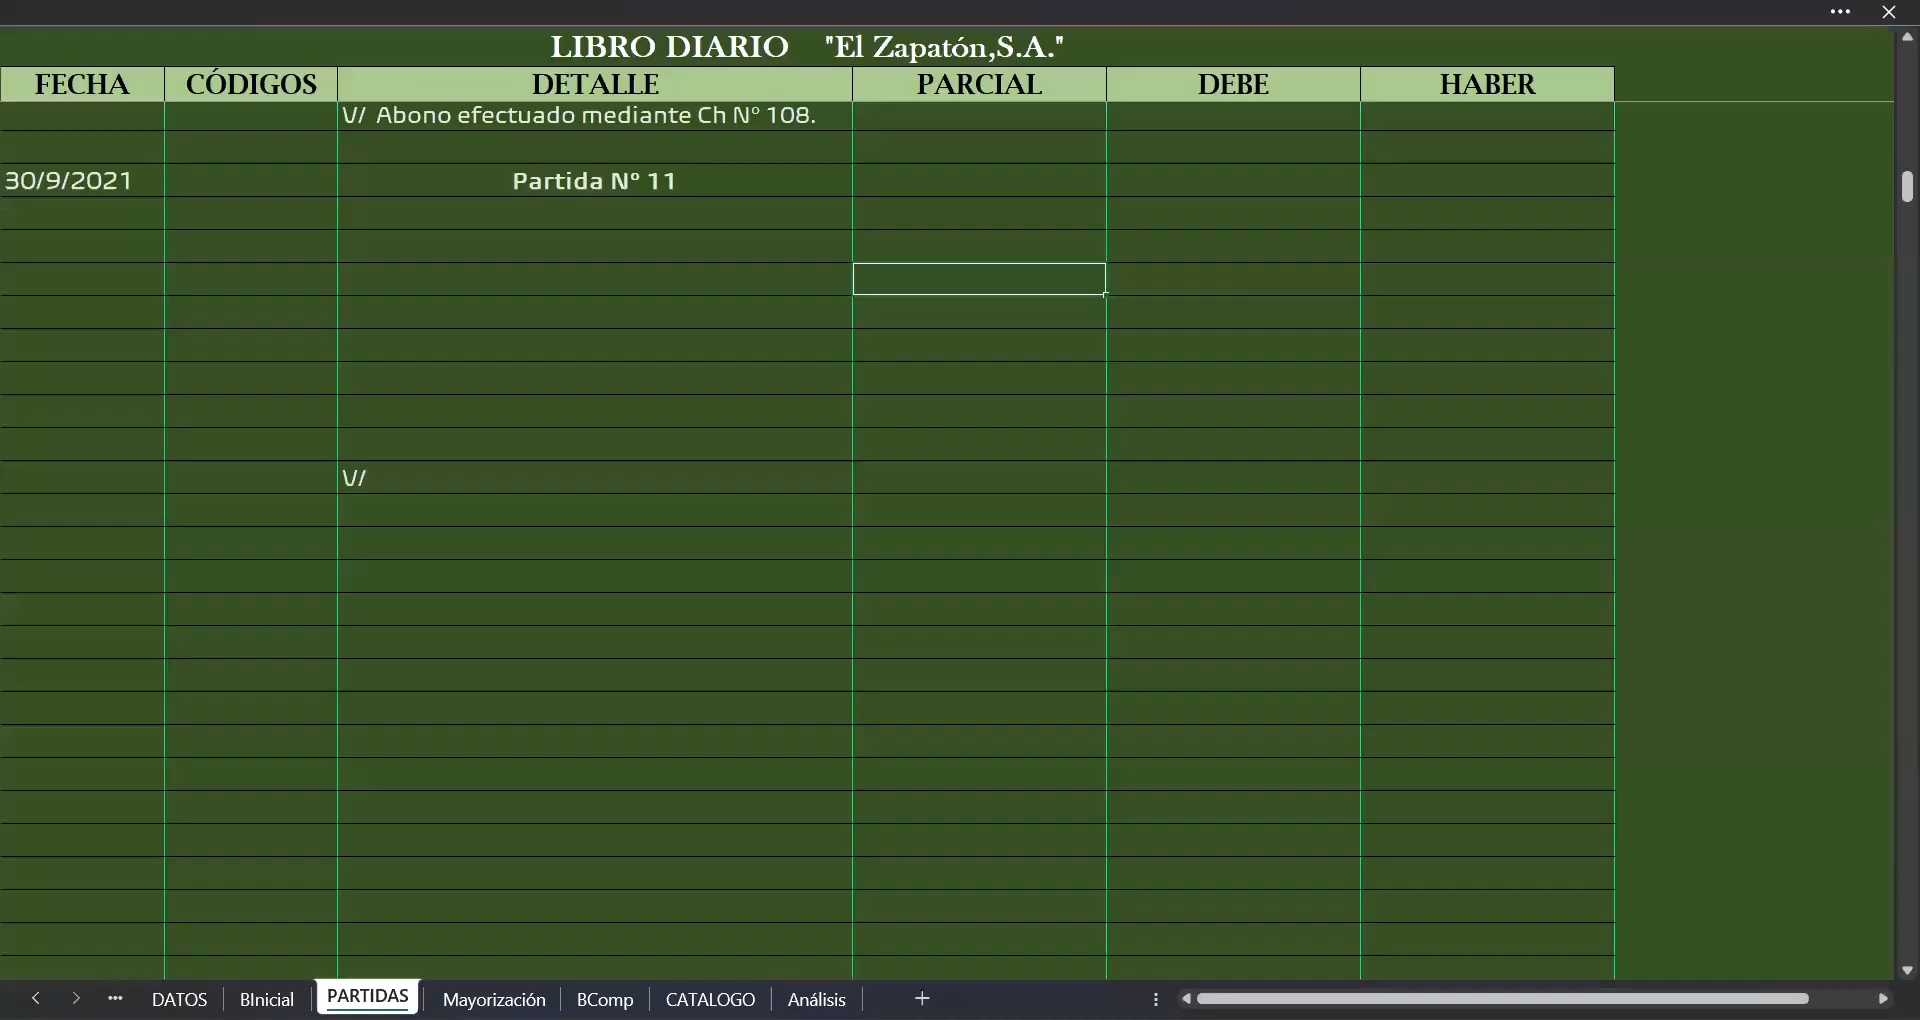 LIBRO DIARIO "El Zapatón,S.A."
FECHA CÓDIGOS DETALLE PARCIAL DEBE HABER
V/ Abono efectuado mediante Ch N° 108.
30/9/2021 Partida N° 11
V/
DATOS BInicial PARTIDAS Mayorización BComp CATALOGO Análisis